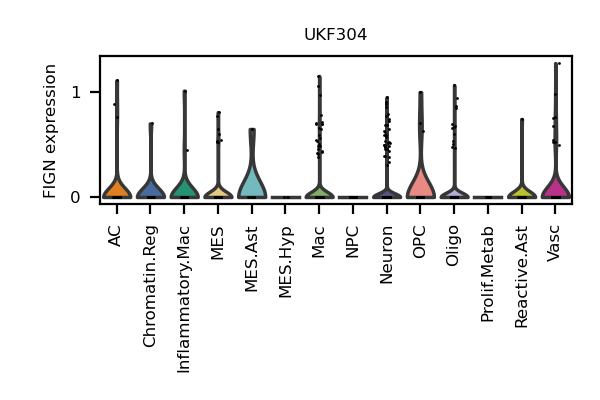 UKF304
FIGN expression
1
0
AC
Chromatin.Reg
Inflammatory.Mac
MES
MES.Ast
MES.Hyp
Mac
NPC
Neuron
OPC
Oligo
Prolif.Metab
Reactive.Ast
Vasc